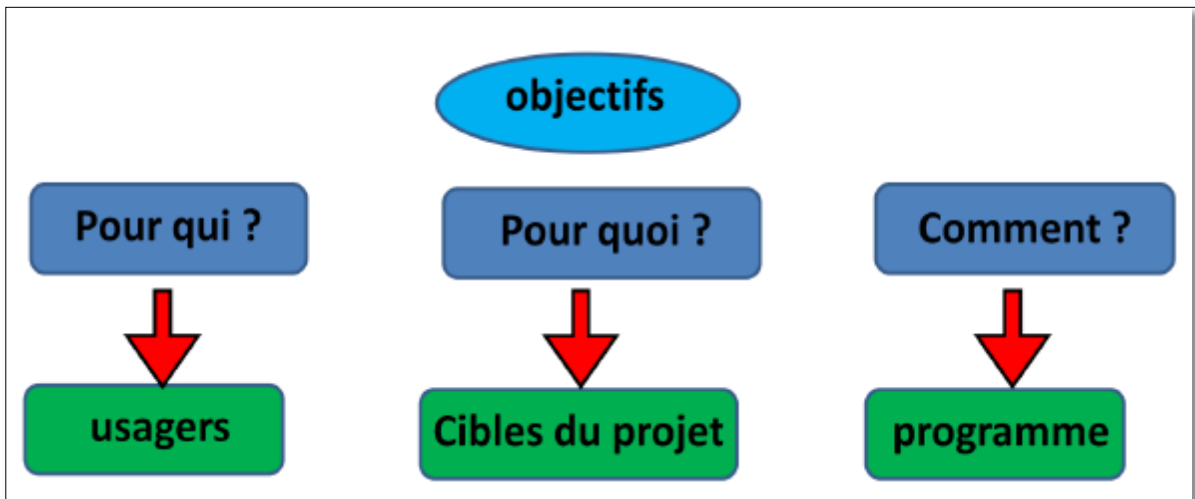 objectifs
Pour qui ?
Pour quoi ?
Comment ?
usagers
Cibles du projet
programme